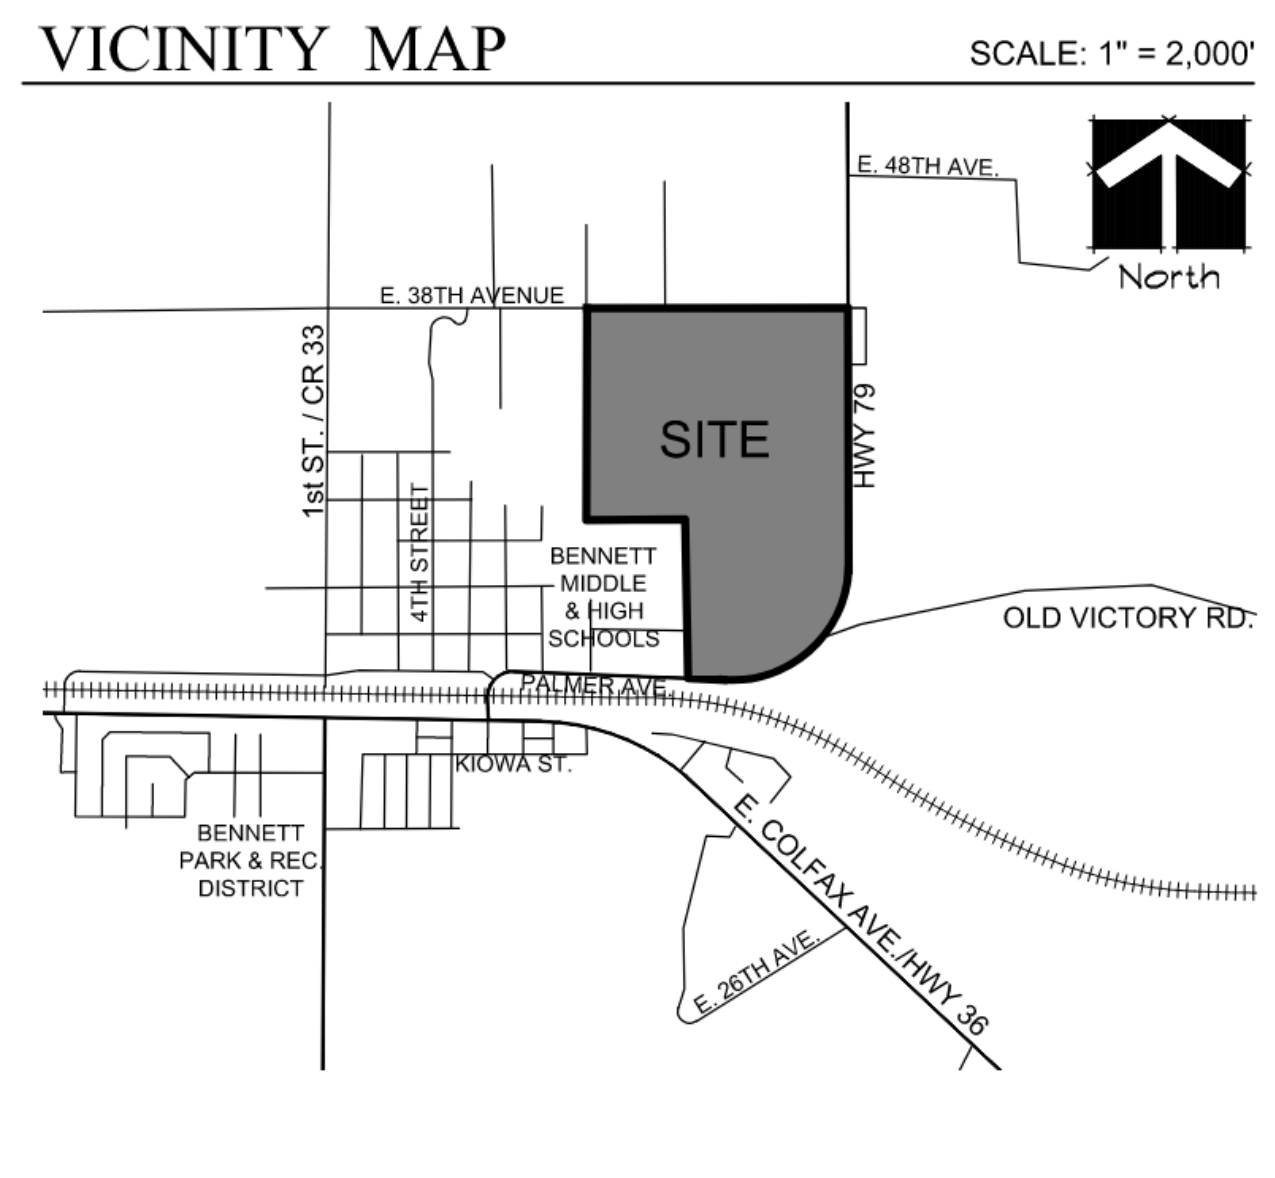 VICINITY MAP
SCALE: 1" = 2,000'
E. 48TH AVE.
North
E. 38TH AVENUE
1st ST. / CR 33
HWY 79
SITE
4TH STREET
BENNETT
MIDDLE
& HIGH
SCHOOLS
OLD VICTORY RD.
PALMER AVE.
KIOWA ST.
BENNETT
PARK & REC.
DISTRICT
E. COLFAX AVE./HWY 36
E. 26TH AVE.